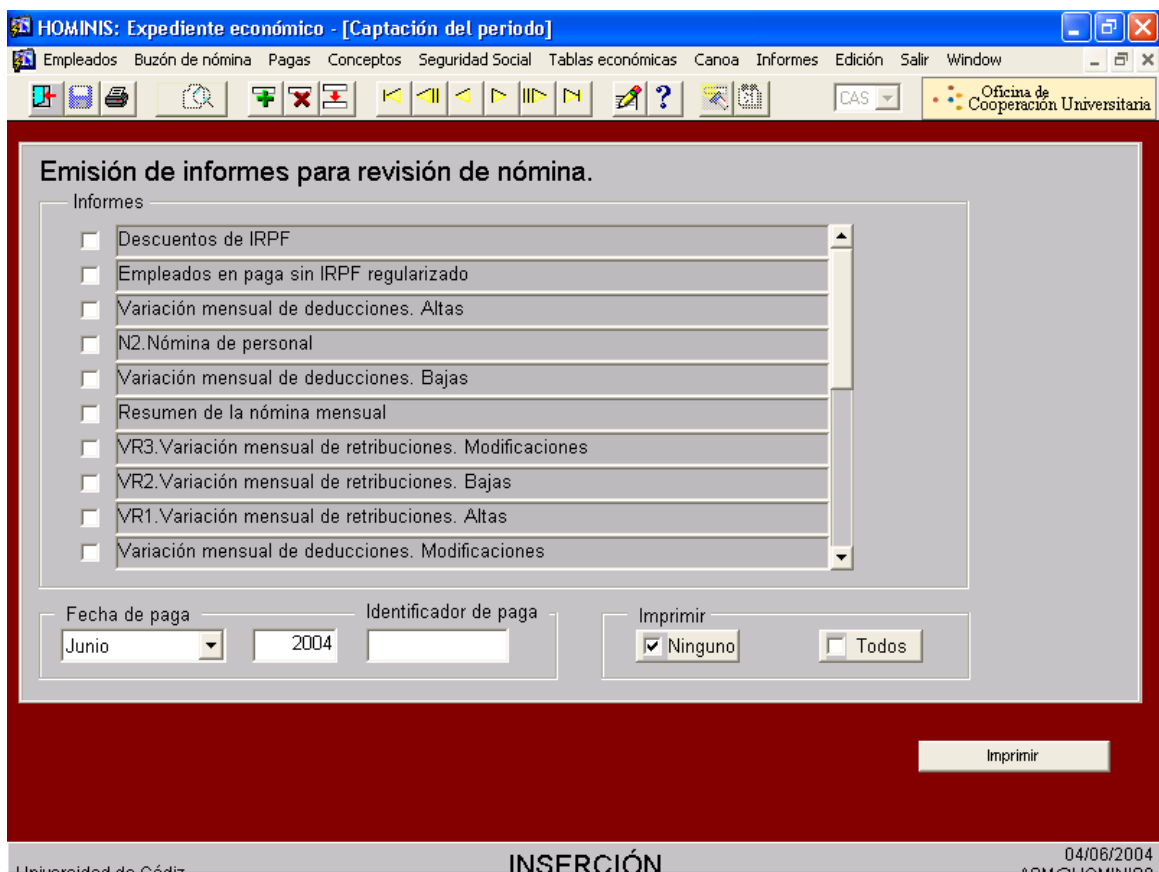 HOMINIS: Expediente económico - [Captación del periodo]
Empleados Buzón de nómina Pagas Conceptos Seguridad Social Tablas económicas Canoa Informes Edición Salir Window
CAS
Oficina de
Cooperación Universitaria
Emisión de informes para revisión de nómina.
Informes
Descuentos de IRPF
Empleados en paga sin IRPF regularizado
Variación mensual de deducciones. Altas
N2.Nómina de personal
Variación mensual de deducciones. Bajas
Resumen de la nómina mensual
VR3.Variación mensual de retribuciones. Modificaciones
VR2.Variación mensual de retribuciones. Bajas
VR1.Variación mensual de retribuciones. Altas
Variación mensual de deducciones. Modificaciones
Fecha de paga Identificador de paga Imprimir
Junio 2004 Ninguno Todos
Imprimir
04/06/2004
Universidad de Cádiz INSERCIÓN